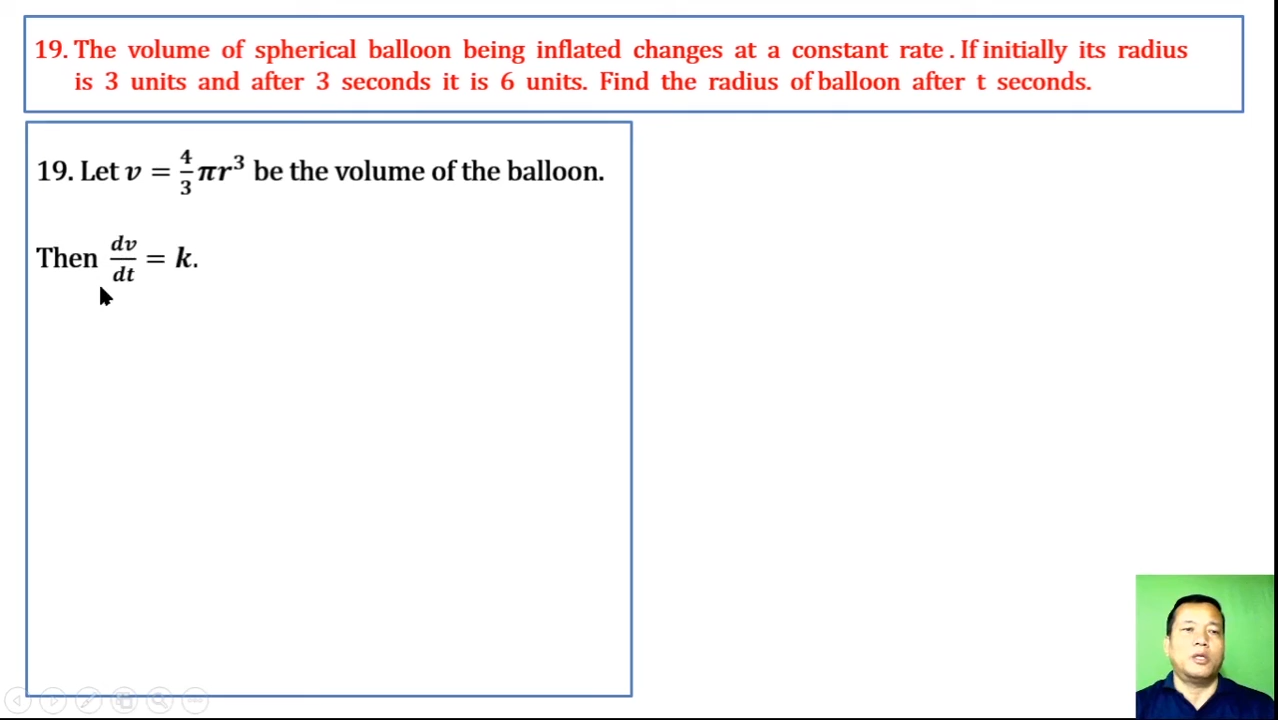 19. The volume of spherical balloon being inflated changes at a constant rate . If initially its radius
is 3 units and after 3 seconds it is 6 units. Find the radius of balloon after t seconds.
19. Let v = 4/3 πr³ be the volume of the balloon.
Then dv/dt = k.